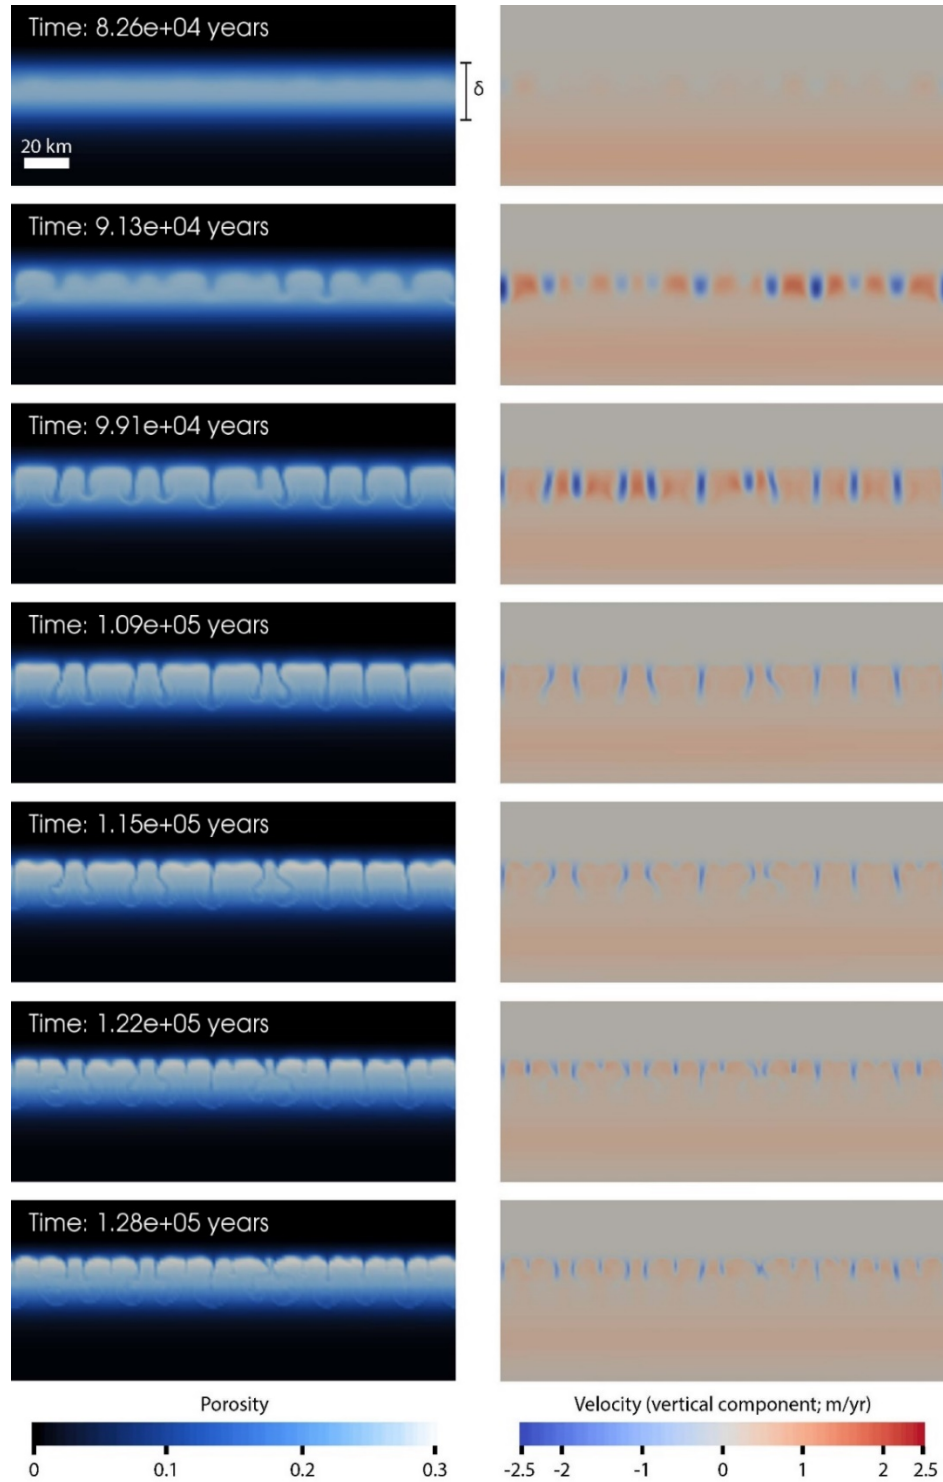 Time: 8.26e+04 years
δ
20 km
Time: 9.13e+04 years
Time: 9.91e+04 years
Time: 1.09e+05 years
Time: 1.15e+05 years
Time: 1.22e+05 years
Time: 1.28e+05 years
Porosity
0 0.1 0.2 0.3
Velocity (vertical component; m/yr)
-2.5 -2 -1 0 1 2 2.5